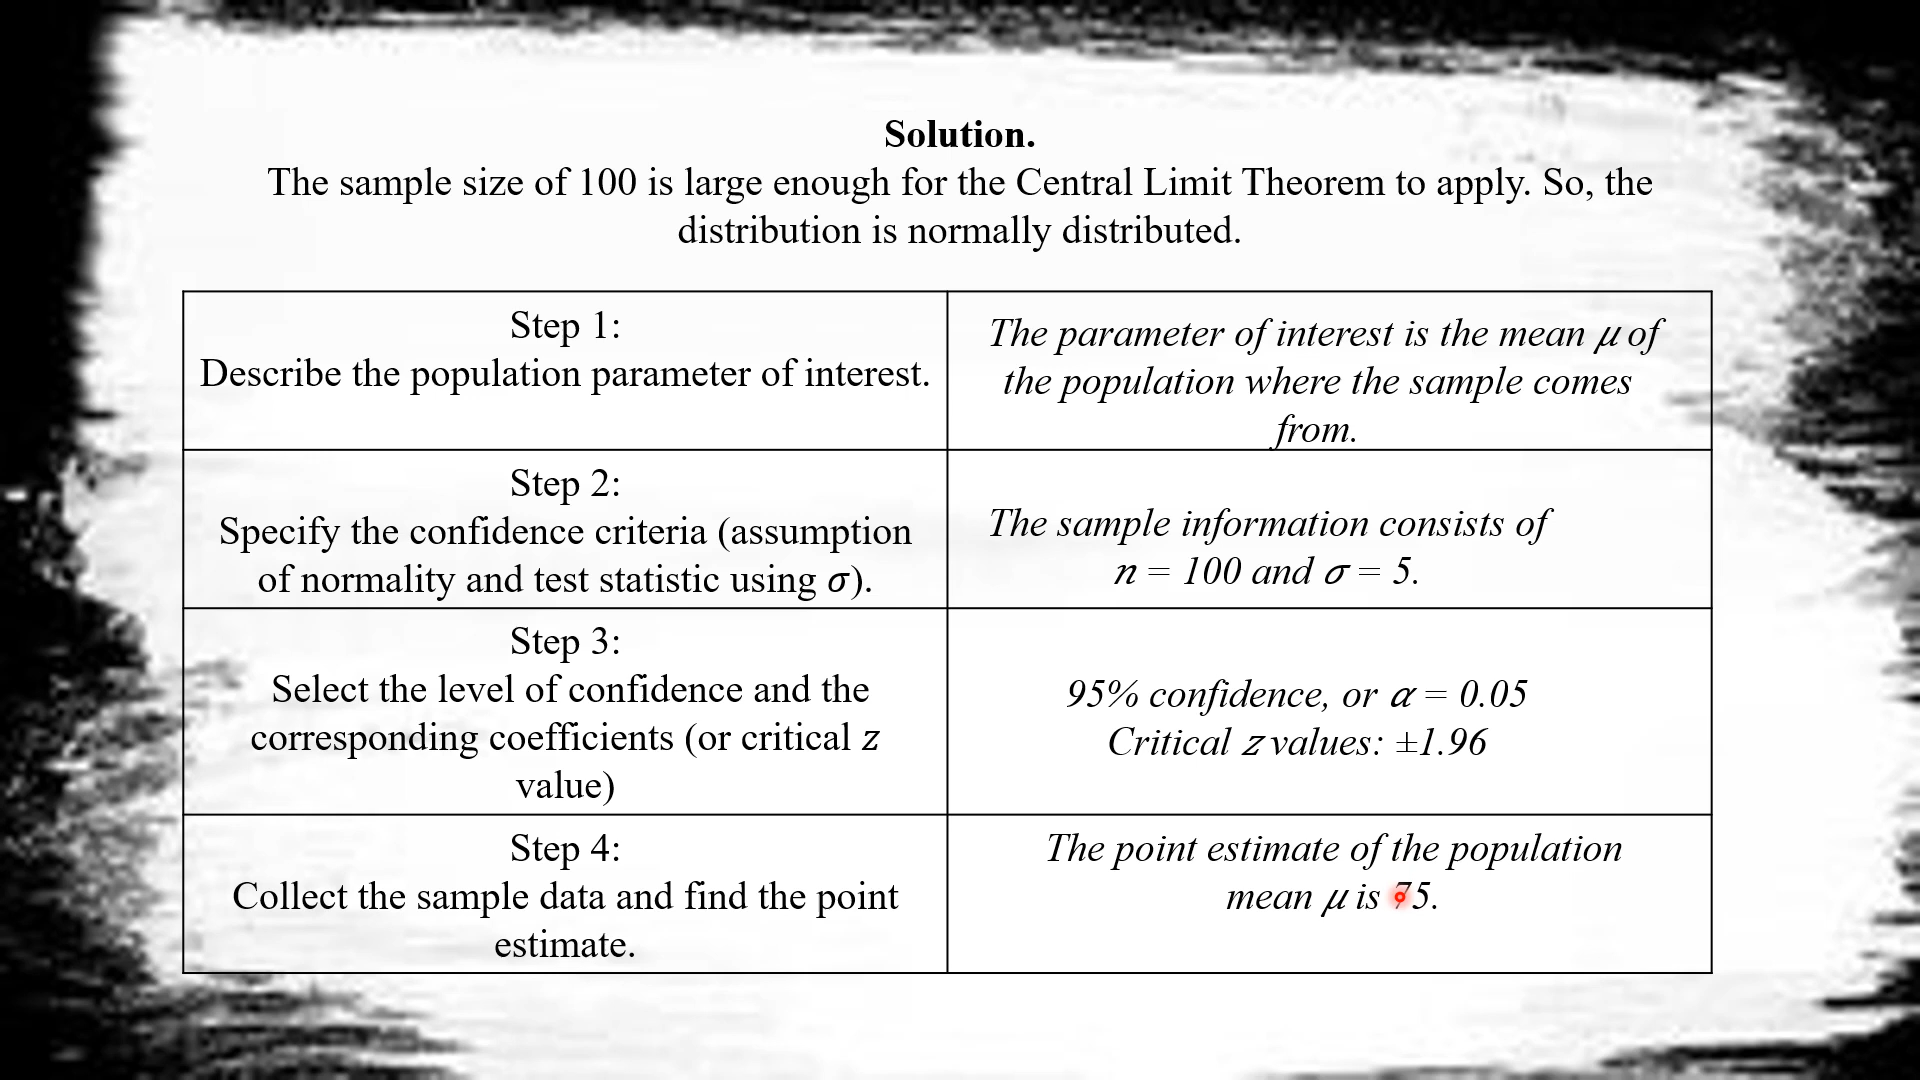 Solution.
The sample size of 100 is large enough for the Central Limit Theorem to apply. So, the
distribution is normally distributed.
Step 1:
Describe the population parameter of interest.
The parameter of interest is the mean μ of
the population where the sample comes
from.
Step 2:
Specify the confidence criteria (assumption
of normality and test statistic using σ).
The sample information consists of
n = 100 and σ = 5.
Step 3:
Select the level of confidence and the
corresponding coefficients (or critical z
value)
95% confidence, or α = 0.05
Critical z values: ±1.96
Step 4:
Collect the sample data and find the point
estimate.
The point estimate of the population
mean μ is 75.